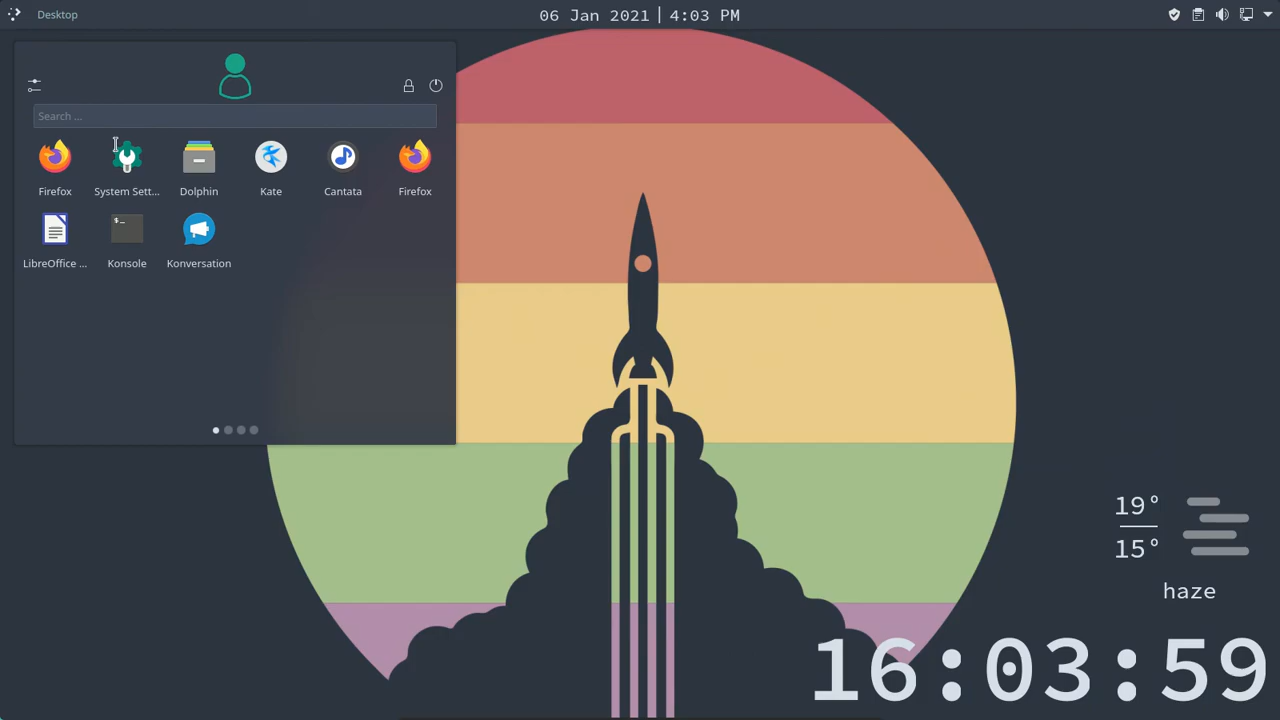 Desktop
06 Jan 2021 | 4:03 PM
Search ...
Firefox
System Sett...
Dolphin
Kate
Cantata
Firefox
LibreOffice ...
Konsole
Konversation
19°
15°
haze
16:03:59